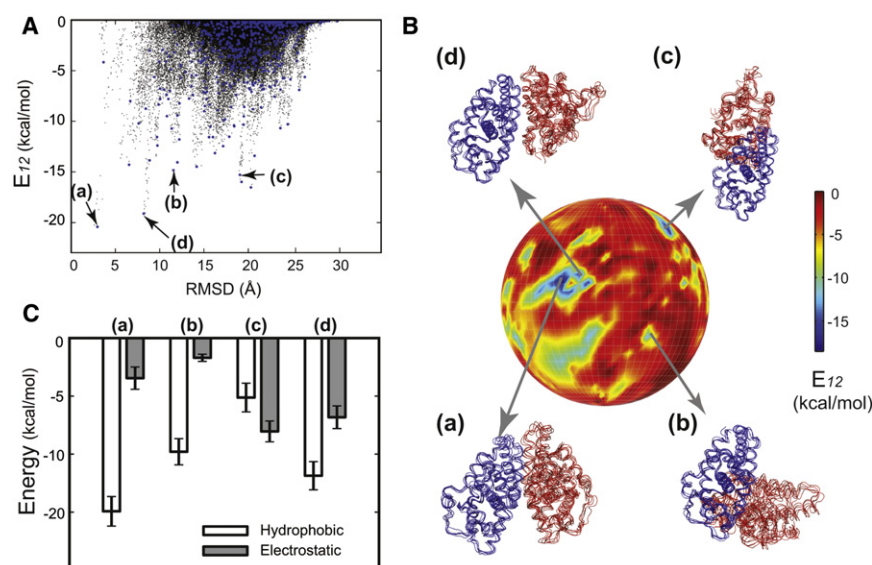 A
E12 (kcal/mol)
0
-5
-10
-15
-20
0 5 10 15 20 25 30
RMSD (Å)
(a)
(b)
(c)
(d)
B
(d)
(c)
(a)
(b)
0
-5
-10
-15
E12
(kcal/mol)
C
Energy (kcal/mol)
0
-5
-10
-20
(a) (b) (c) (d)
Hydrophobic
Electrostatic